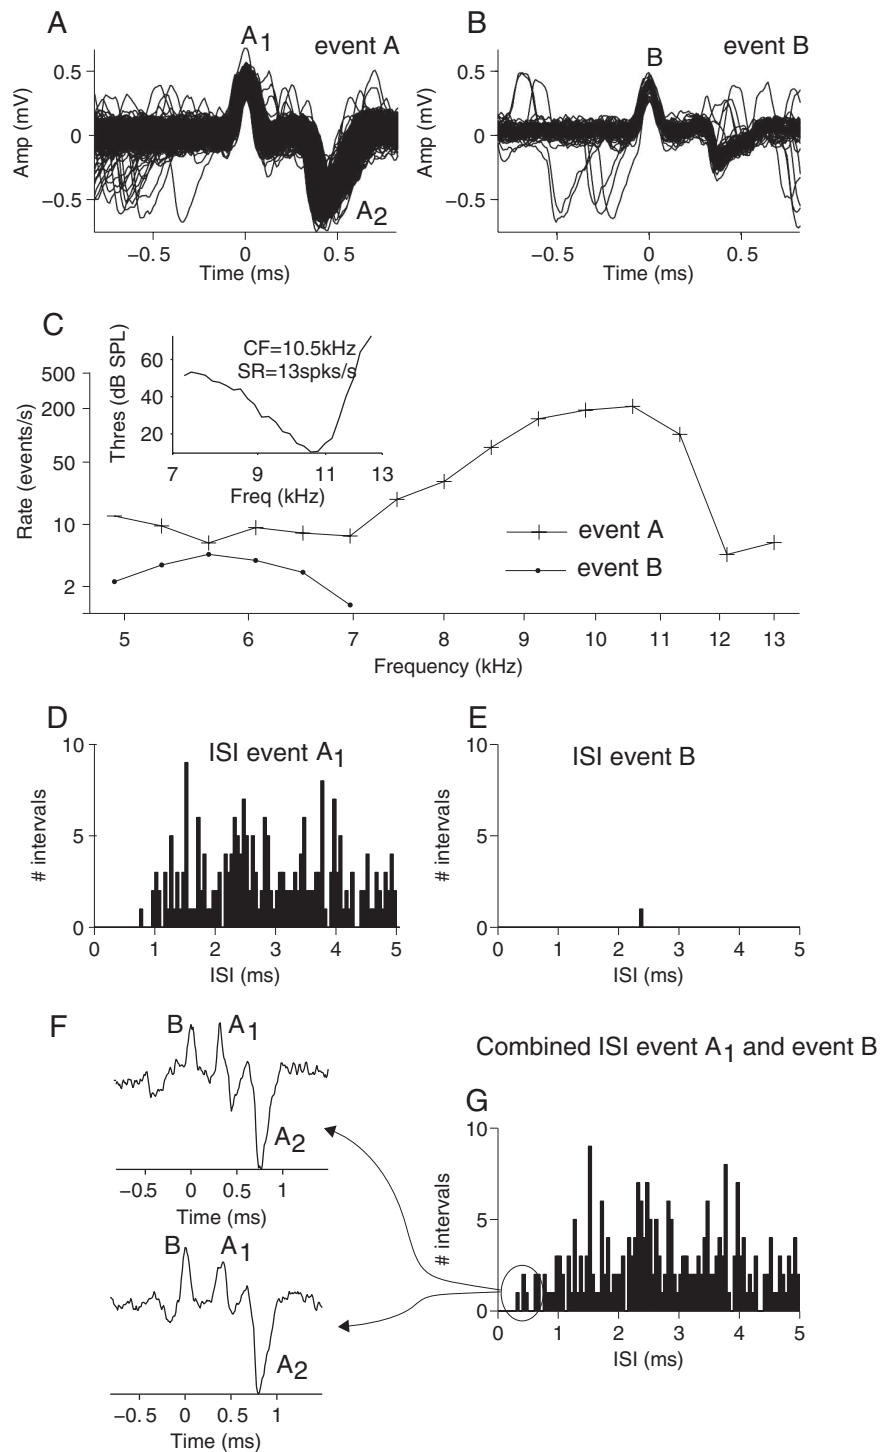 A
A1
event A
0.5
0
−0.5
Amp (mV)
A2
−0.5 0 0.5
Time (ms)
B
B
event B
0.5
0
−0.5
Amp (mV)
−0.5 0 0.5
Time (ms)
C
Thres (dB SPL)
60
40
20
CF=10.5kHz
SR=13spks/s
7 9 11 13
Freq (kHz)
Rate (events/s)
500
200
50
10
2
event A
event B
5 6 7 8 9 10 11 12 13
Frequency (kHz)
D
ISI event A1
10
5
0
# intervals
0 1 2 3 4 5
ISI (ms)
E
ISI event B
10
5
0
# intervals
0 1 2 3 4 5
ISI (ms)
F
B
A1
A2
−0.5 0 0.5 1
Time (ms)
B
A1
A2
−0.5 0 0.5 1
Time (ms)
Combined ISI event A1 and event B
G
10
5
0
# intervals
0 1 2 3 4 5
ISI (ms)